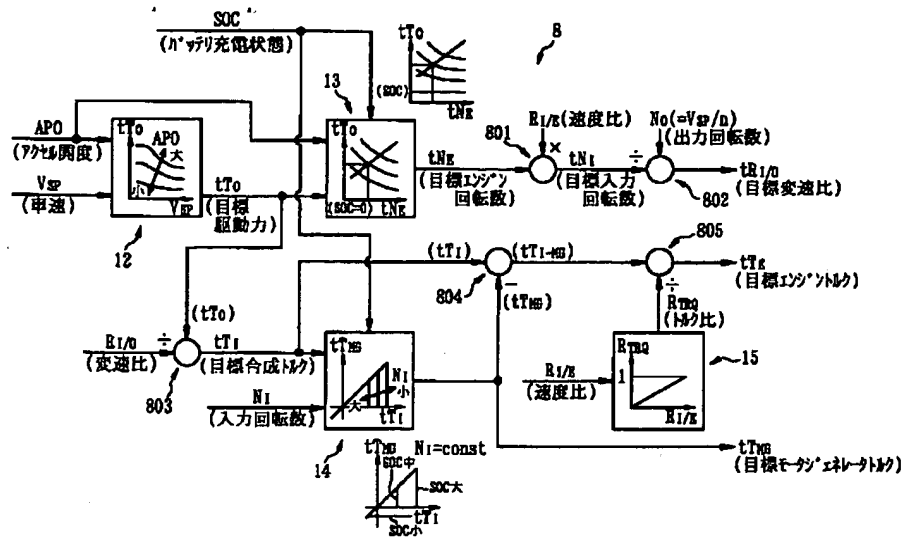 SOC
(バッテリ充電状態)
8
tTo
(SOC)
tNE
13
APO
(アクセル開度)
VSP
(車速)
tTo
APO
大
小
VSP
12
tTo
(目標
駆動力)
tTo
(SOC=0)
tNE
tNE
(目標エンジン
回転数)
801
RI/E(速度比)
×
tNI
(目標入力
回転数)
No(=VSP/n)
(出力回転数)
÷
802
tRI/O
(目標変速比)
(tTI)
804
−
(tTI-MG)
(tTMG)
805
÷
tTE
(目標エンジントルク)
RTRQ
(トルク比)
(tTo)
RI/O
(変速比)
÷
803
tTI
(目標合成トルク)
NI
(入力回転数)
tTMG
NI
小
大
tTI
14
RI/E
(速度比)
RTRQ
1
RI/E
15
tTMG
(目標モータジェネレータトルク)
tTMG
NI=const
SOC中
SOC大
tTI
SOC小